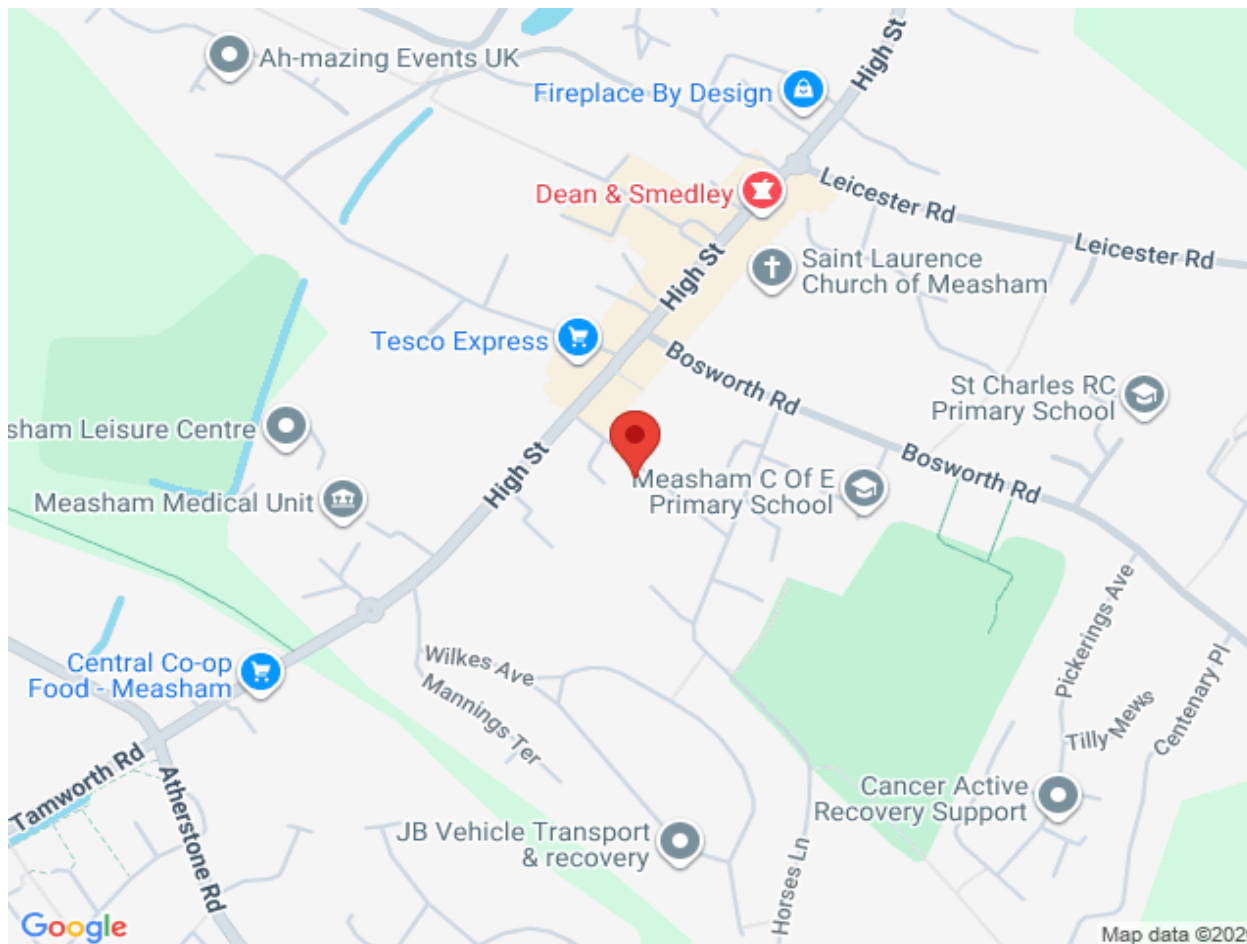 Ah-mazing Events UK
High St
Fireplace By Design
Dean & Smedley
Leicester Rd
Leicester Rd
Saint Laurence
Church of Measham
High St
Tesco Express
Bosworth Rd
St Charles RC
Primary School
sham Leisure Centre
Bosworth Rd
High St
Measham C Of E
Primary School
Measham Medical Unit
Pickerings Ave
Wilkes Ave
Central Co-op
Food - Measham
Mannings Ter
Centenary Pl
Tilly Mews
Tamworth Rd
Atherstone Rd
Cancer Active
Recovery Support
JB Vehicle Transport
& recovery
Horses Ln
Google
Map data ©202